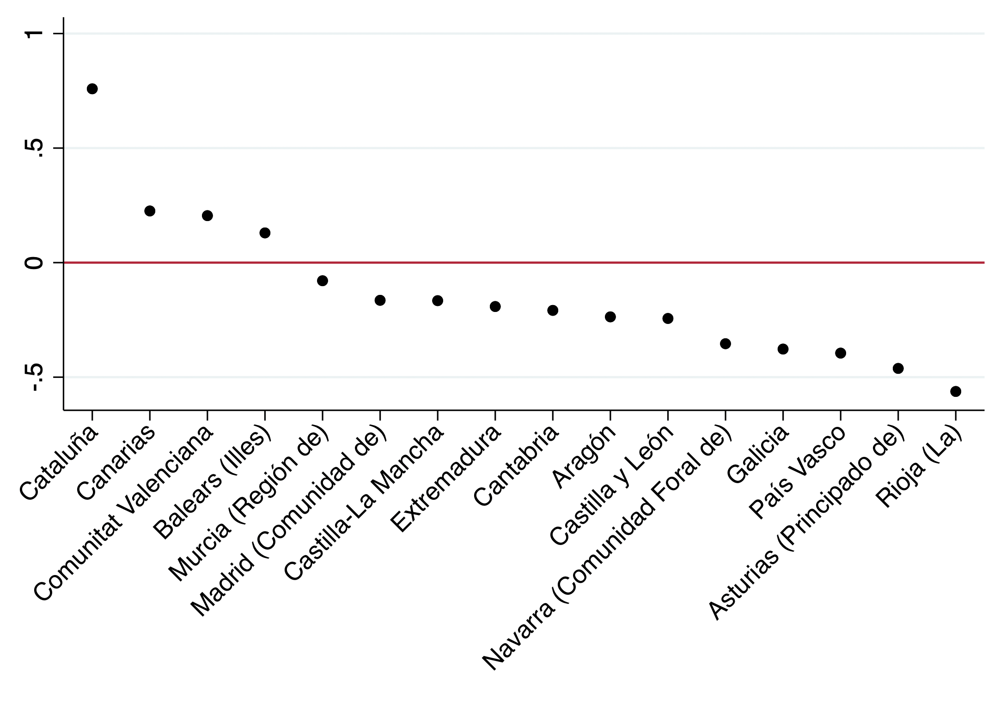 1
.5
0
-.5
Cataluña
Canarias
Comunitat Valenciana
Balears (Illes)
Murcia (Región de)
Madrid (Comunidad de)
Castilla-La Mancha
Extremadura
Cantabria
Aragón
Castilla y León
Navarra (Comunidad Foral de)
Galicia
País Vasco
Asturias (Principado de)
Rioja (La)